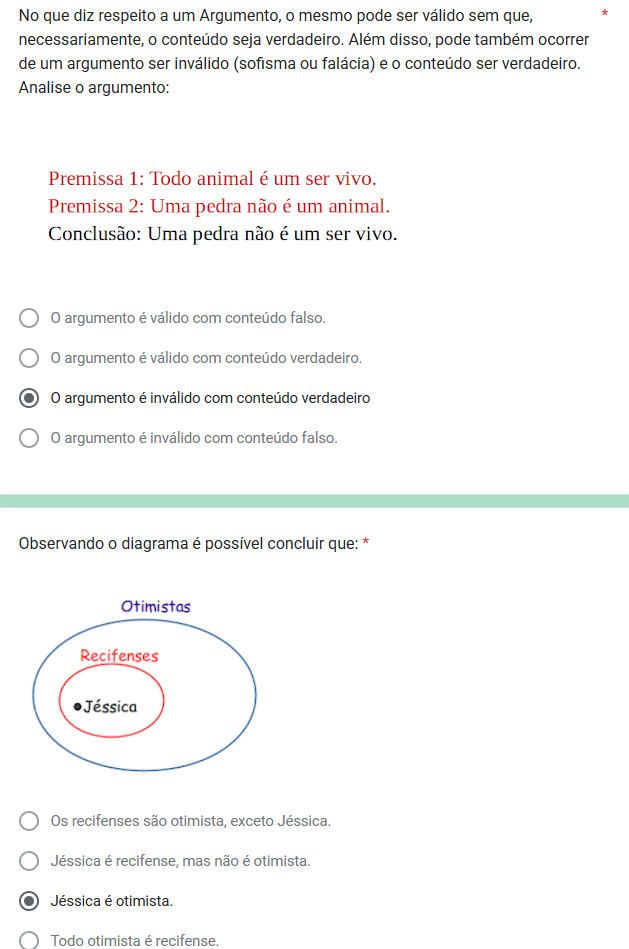 No que diz respeito a um Argumento, o mesmo pode ser válido sem que, *
necessariamente, o conteúdo seja verdadeiro. Além disso, pode também ocorrer
de um argumento ser inválido (sofisma ou falácia) e o conteúdo ser verdadeiro.
Analise o argumento:
Premissa 1: Todo animal é um ser vivo.
Premissa 2: Uma pedra não é um animal.
Conclusão: Uma pedra não é um ser vivo.
O argumento é válido com conteúdo falso.
O argumento é válido com conteúdo verdadeiro.
O argumento é inválido com conteúdo verdadeiro
O argumento é inválido com conteúdo falso.
Observando o diagrama é possível concluir que: *
Otimistas
Recifenses
Jéssica
Os recifenses são otimista, exceto Jéssica.
Jéssica é recifense, mas não é otimista.
Jéssica é otimista.
Todo otimista é recifense.